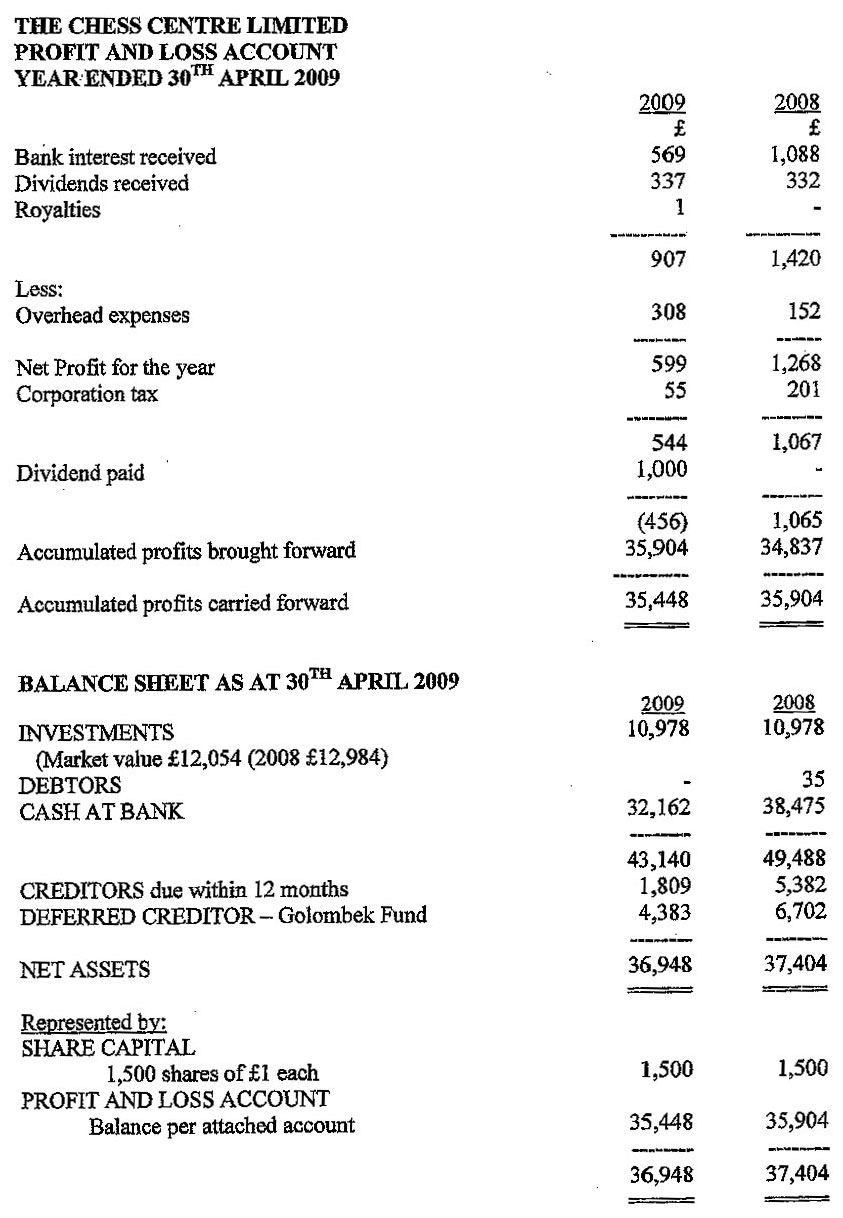 THE CHESS CENTRE LIMITED
PROFIT AND LOSS ACCOUNT
YEAR ENDED 30TH APRIL 2009
2009 2008
£ £
Bank interest received 569 1,088
Dividends received 337 332
Royalties 1 -
907 1,420
Less:
Overhead expenses 308 152
Net Profit for the year 599 1,268
Corporation tax 55 201
544 1,067
Dividend paid 1,000 -
(456) 1,065
Accumulated profits brought forward 35,904 34,837
Accumulated profits carried forward 35,448 35,904
BALANCE SHEET AS AT 30TH APRIL 2009
2009 2008
INVESTMENTS 10,978 10,978
(Market value £12,054 (2008 £12,984)
DEBTORS - 35
CASH AT BANK 32,162 38,475
43,140 49,488
CREDITORS due within 12 months 1,809 5,382
DEFERRED CREDITOR – Golombek Fund 4,383 6,702
NET ASSETS 36,948 37,404
Represented by:
SHARE CAPITAL
1,500 shares of £1 each 1,500 1,500
PROFIT AND LOSS ACCOUNT
Balance per attached account 35,448 35,904
36,948 37,404